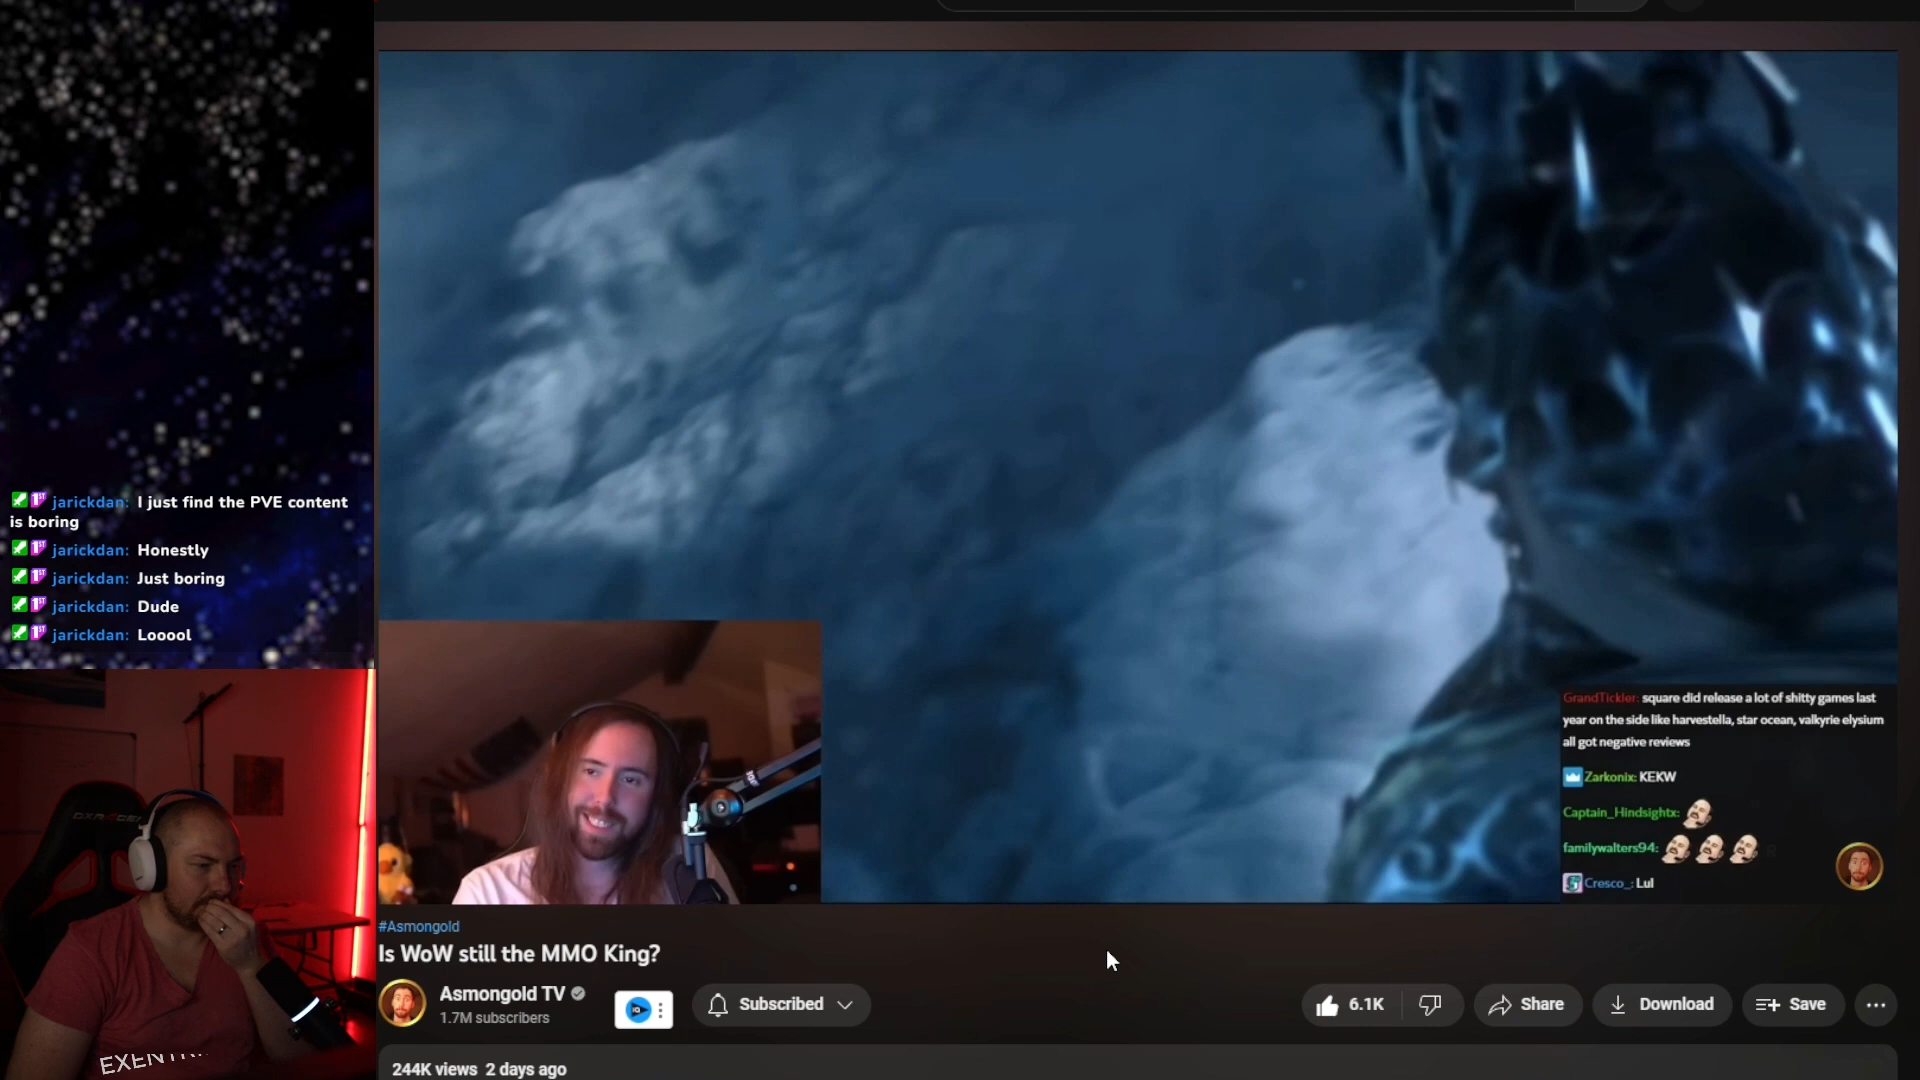 jarickdan: I just find the PVE content
is boring
jarickdan: Honestly
jarickdan: Just boring
jarickdan: Dude
jarickdan: Looool
GrandTickler: square did release a lot of shitty games last
year on the side like harvestella, star ocean, valkyrie elysium
all got negative reviews
Zarkonix: KEKW
Captain_Hindsightx:
familywalters94:
Cresco_: Lul
#Asmongold
Is WoW still the MMO King?
Asmongold TV
1.7M subscribers
Subscribed
6.1K
Share
Download
Save
244K views 2 days ago